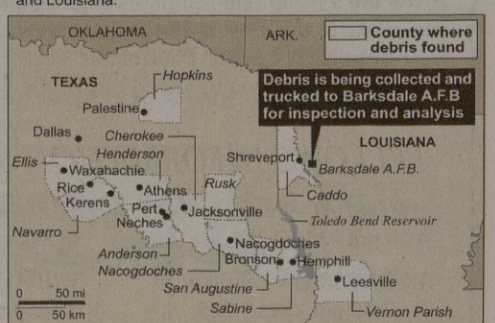 and Louisiana.
OKLAHOMA
ARK.
County where
debris found
TEXAS
Hopkins
Debris is being collected and
trucked to Barksdale A.F.B
for inspection and analysis
Palestine
Dallas
Cherokee
LOUISIANA
Ellis
Henderson
Shreveport
Barksdale A.F.B.
Waxahachie
Rice
Athens
Rusk
Caddo
Kerens
Pert
Jacksonville
Neches
Toledo Bend Reservoir
Navarro
Anderson
Nacogdoches
Nacogdoches
Bronson
Hemphill
San Augustine
Leesville
Sabine
Vernon Parish
0 50 mi
0 50 km